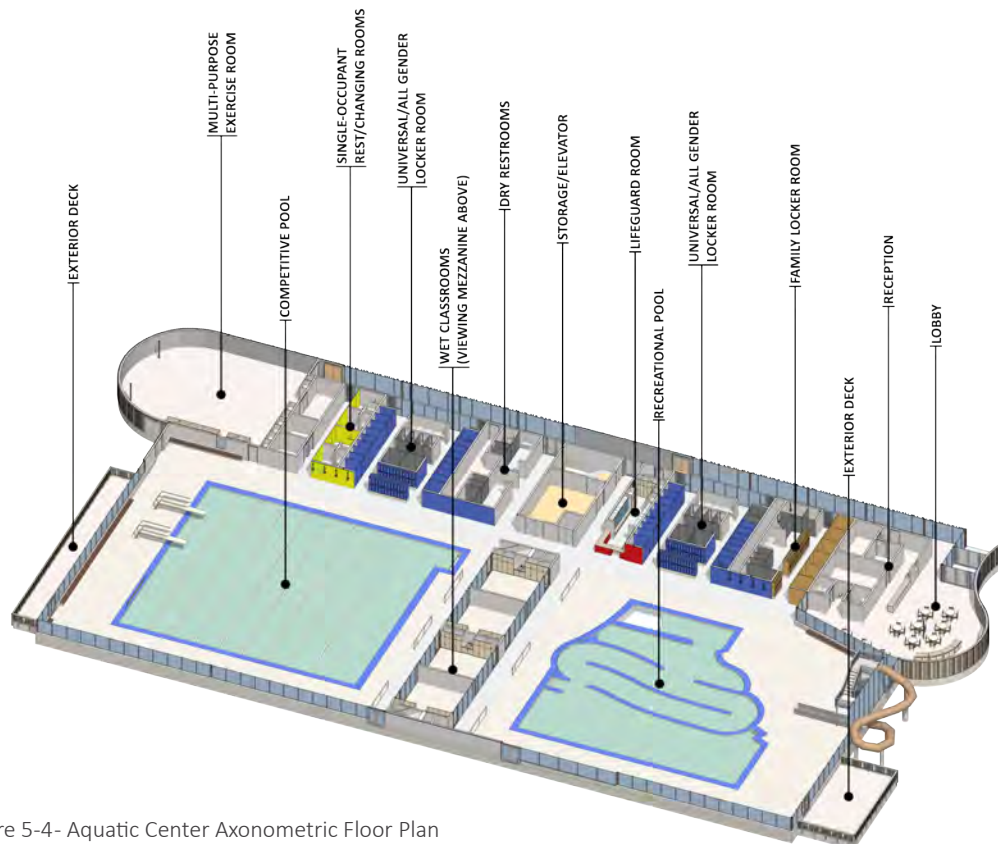 EXTERIOR DECK
MULTI-PURPOSE
EXERCISE ROOM
COMPETITIVE POOL
SINGLE-OCCUPANT
REST/CHANGING ROOMS
UNIVERSAL/ALL GENDER
LOCKER ROOM
WET CLASSROOMS
(VIEWING MEZZANINE ABOVE)
DRY RESTROOMS
STORAGE/ELEVATOR
LIFEGUARD ROOM
RECREATIONAL POOL
UNIVERSAL/ALL GENDER
LOCKER ROOM
FAMILY LOCKER ROOM
EXTERIOR DECK
RECEPTION
LOBBY
re 5-4- Aquatic Center Axonometric Floor Plan